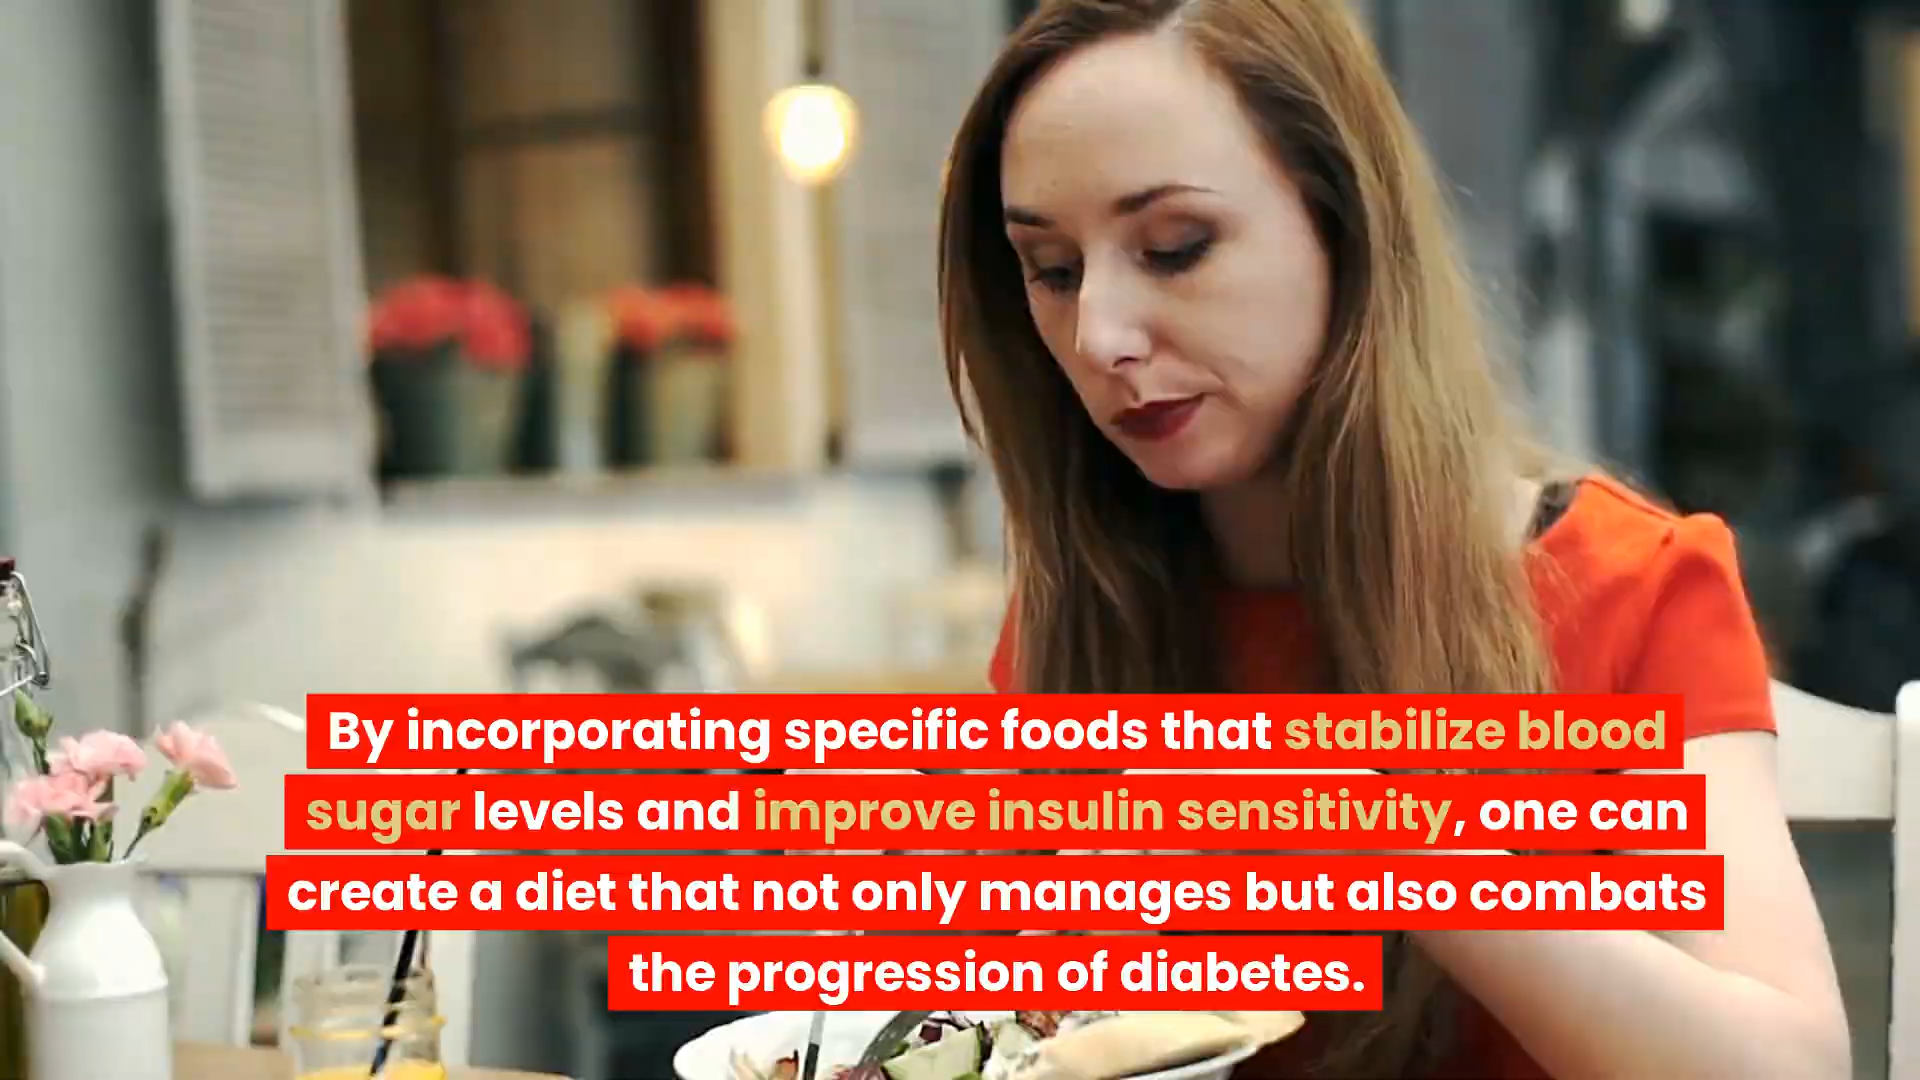 By incorporating specific foods that stabilize blood
sugar levels and improve insulin sensitivity, one can
create a diet that not only manages but also combats
the progression of diabetes.